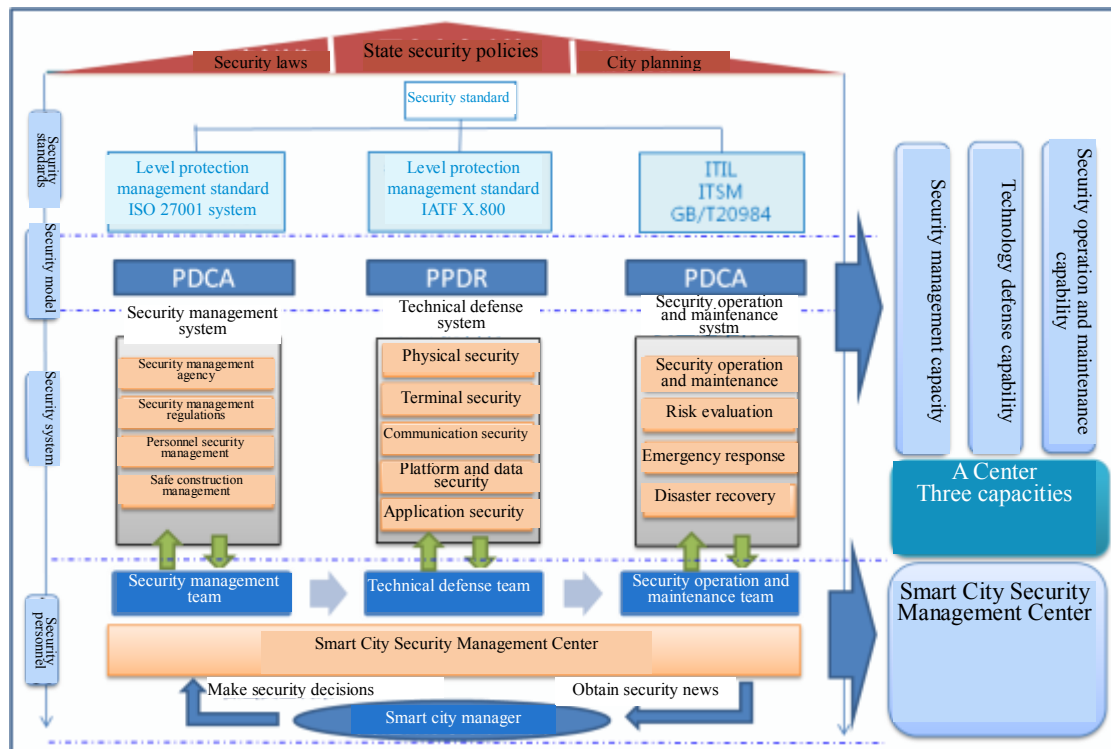 State security policies
Security laws
City planning
Security standard
Security
standards
Level protection
management standard
ISO 27001 system
Level protection
management standard
IATF X.800
ITIL
ITSM
GB/T20984
Security model
PDCA
PPDR
PDCA
Security management
system
Technical defense
system
Security operation
and maintenance
systm
Security system
Security management
agency
Security management
regulations
Personnel security
management
Safe construction
management
Physical security
Terminal security
Communication security
Platform and data
security
Application security
Security operation
and maintenance
Risk evaluation
Emergency response
Disaster recovery
Security
personnel
Security management
team
Technical defense team
Security operation and
maintenance team
Smart City Security Management Center
Make security decisions
Obtain security news
Smart city manager
Security management capacity
Technology defense capability
Security operation and maintenance
capability
A Center
Three capacities
Smart City Security
Management Center